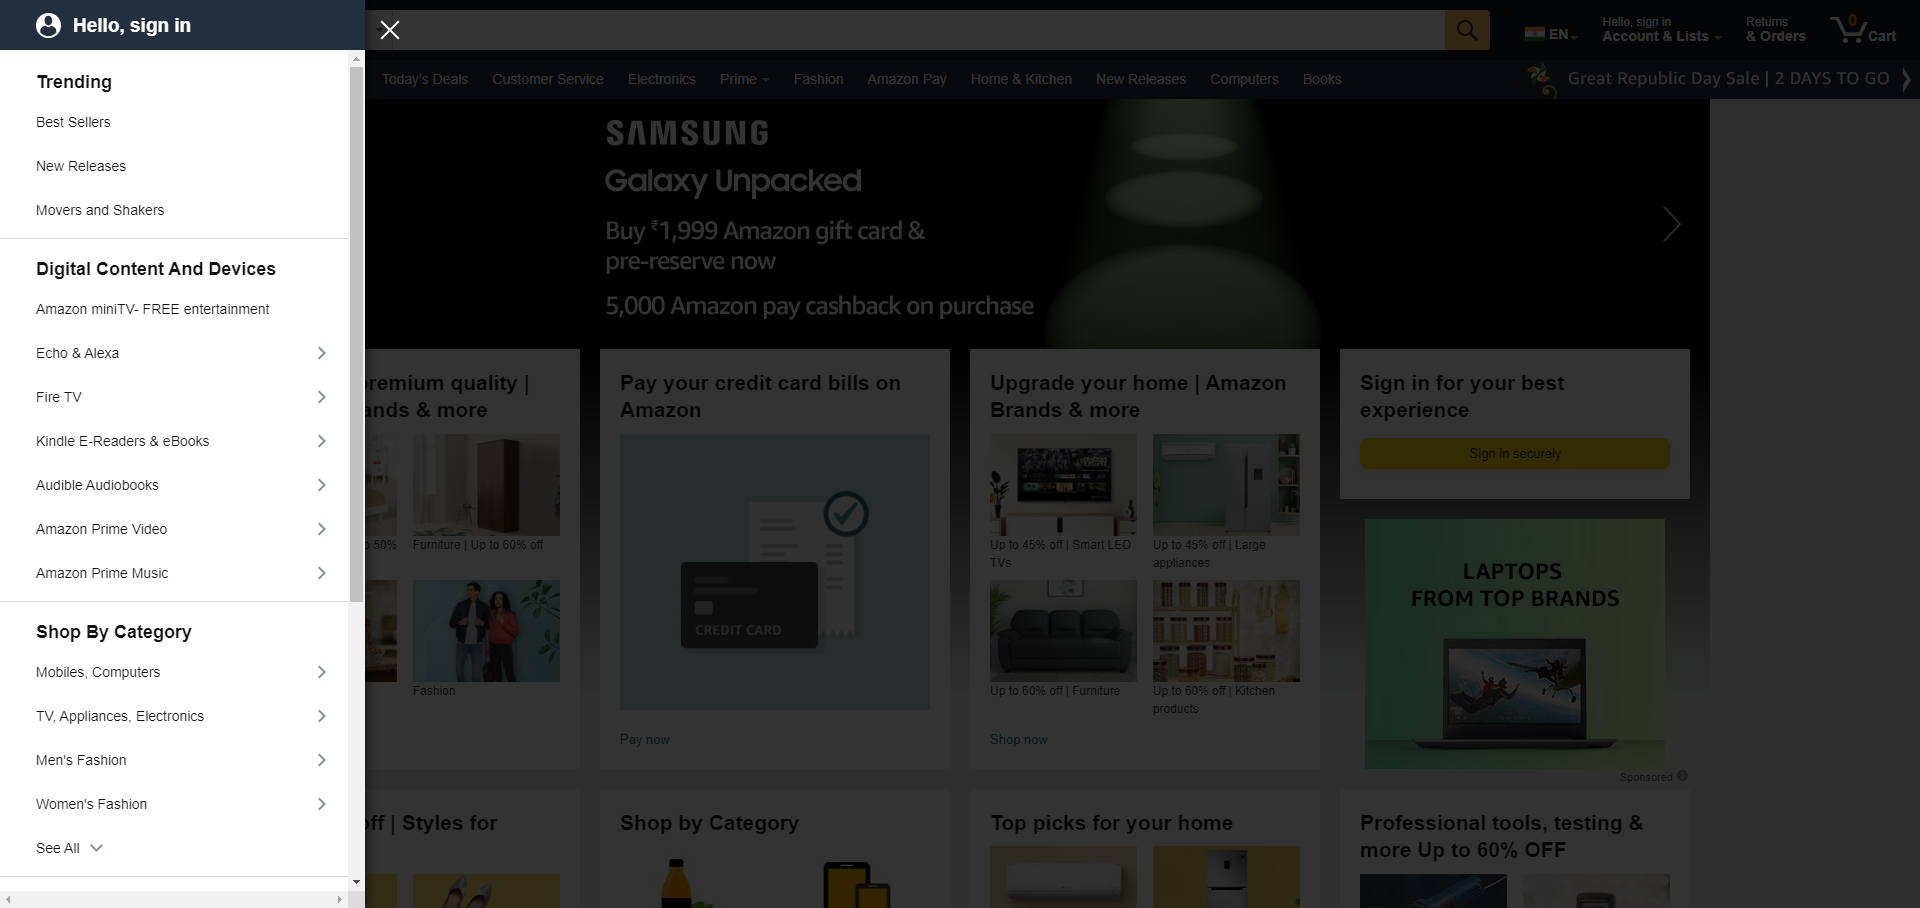 Hello, sign in
Trending
Best Sellers
New Releases
Movers and Shakers
Digital Content And Devices
Amazon miniTV- FREE entertainment
Echo & Alexa
Fire TV
Kindle E-Readers & eBooks
Audible Audiobooks
Amazon Prime Video
Amazon Prime Music
Shop By Category
Mobiles, Computers
TV, Appliances, Electronics
Men's Fashion
Women's Fashion
See All
EN
Hello, sign in
Account & Lists
Returns
& Orders
0
Cart
Today's Deals Customer Service Electronics Prime Fashion Amazon Pay Home & Kitchen New Releases Computers Books
Great Republic Day Sale | 2 DAYS TO GO
SAMSUNG
Galaxy Unpacked
Buy ₹1,999 Amazon gift card &
pre-reserve now
5,000 Amazon pay cashback on purchase
remium quality |
ands & more
50%
Furniture | Up to 60% off
Fashion
Pay your credit card bills on
Amazon
CREDIT CARD
Pay now
Upgrade your home | Amazon
Brands & more
Up to 45% off | Smart LED
TVs
Up to 45% off | Large
appliances
Up to 60% off | Furniture
Up to 60% off | Kitchen
products
Shop now
Sign in for your best
experience
Sign in securely
LAPTOPS
FROM TOP BRANDS
Sponsored
off | Styles for
Shop by Category
Top picks for your home
Professional tools, testing &
more Up to 60% OFF